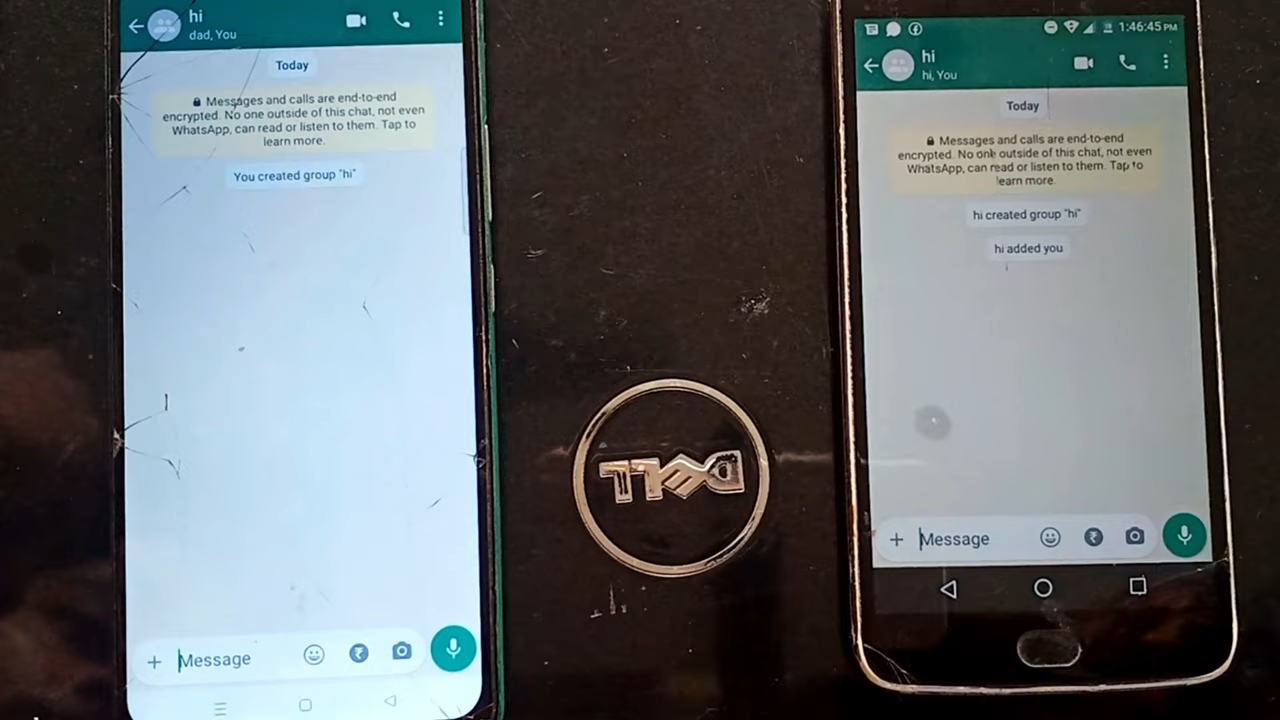 hi
dad, You
Today
Messages and calls are end-to-end
encrypted. No one outside of this chat, not even
WhatsApp, can read or listen to them. Tap to
learn more.
You created group "hi"
Message
DELL
1:46:45 PM
hi
hi, You
Today
Messages and calls are end-to-end
encrypted. No one outside of this chat, not even
WhatsApp, can read or listen to them. Tap to
learn more.
hi created group "hi"
hi added you
Message